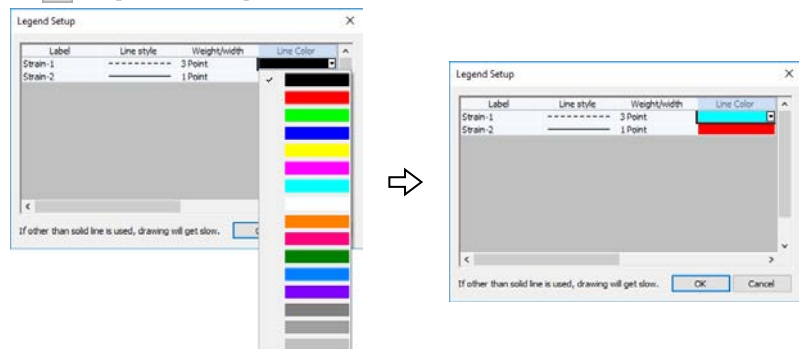 Legend Setup
Label Line style Weight/width Line Color
Strain-1 3 Point
Strain-2 1 Point
If other than solid line is used, drawing will get slow.
Legend Setup
Label Line style Weight/width Line Color
Strain-1 3 Point
Strain-2 1 Point
If other than solid line is used, drawing will get slow. OK Cancel